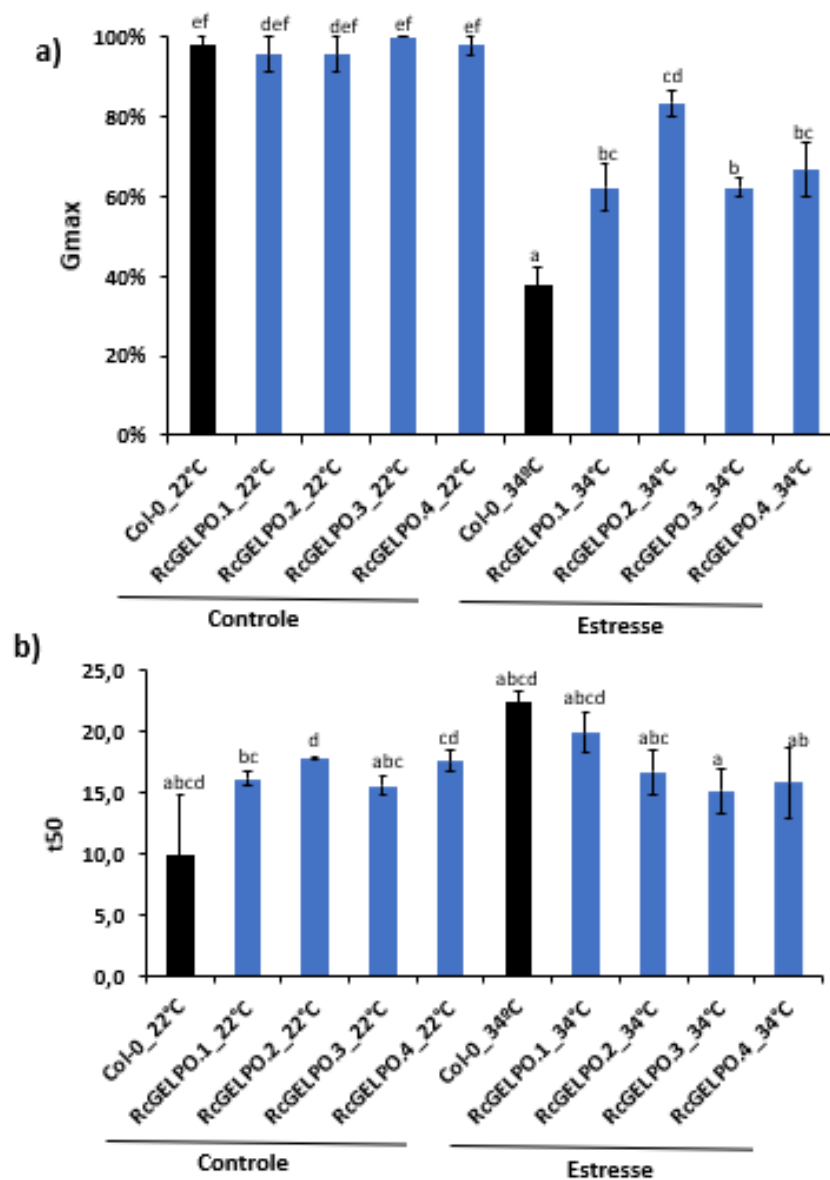 a)
Gmax
100%
80%
60%
40%
20%
0%
ef
def
def
ef
ef
a
bc
cd
b
bc
Col-0_22°C
RcGELPO.1_22°C
RcGELPO.2_22°C
RcGELPO.3_22°C
RcGELPO.4_22°C
Col-0_34ºC
RcGELPO.1_34°C
RcGELPO.2_34°C
RcGELPO.3_34°C
RcGELPO.4_34°C
Controle
Estresse
b)
t50
25,0
20,0
15,0
10,0
5,0
0,0
abcd
bc
d
abc
cd
abcd
abcd
abc
a
ab
Col-0_22°C
RcGELPO.1_22°C
RcGELPO.2_22°C
RcGELPO.3_22°C
RcGELPO.4_22°C
Col-0_34ºC
RcGELPO.1_34°C
RcGELPO.2_34°C
RcGELPO.3_34°C
RcGELPO.4_34°C
Controle
Estresse